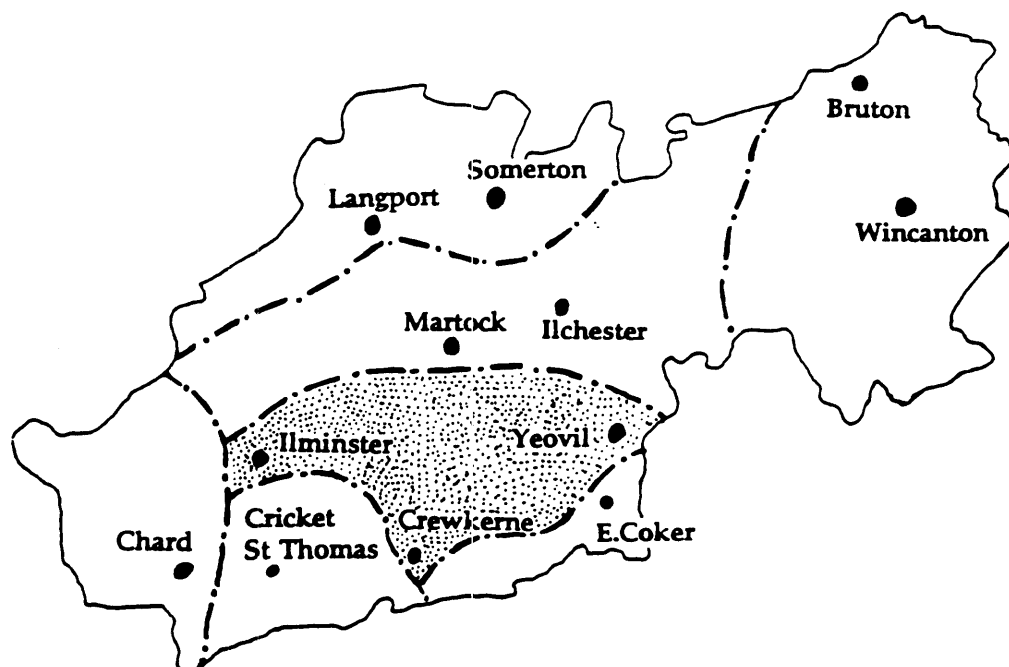 Bruton
Somerton
Langport
Wincanton
Martock
Ilchester
Ilminster
Yeovil
Cricket
St Thomas
Crewkerne
E.Coker
Chard